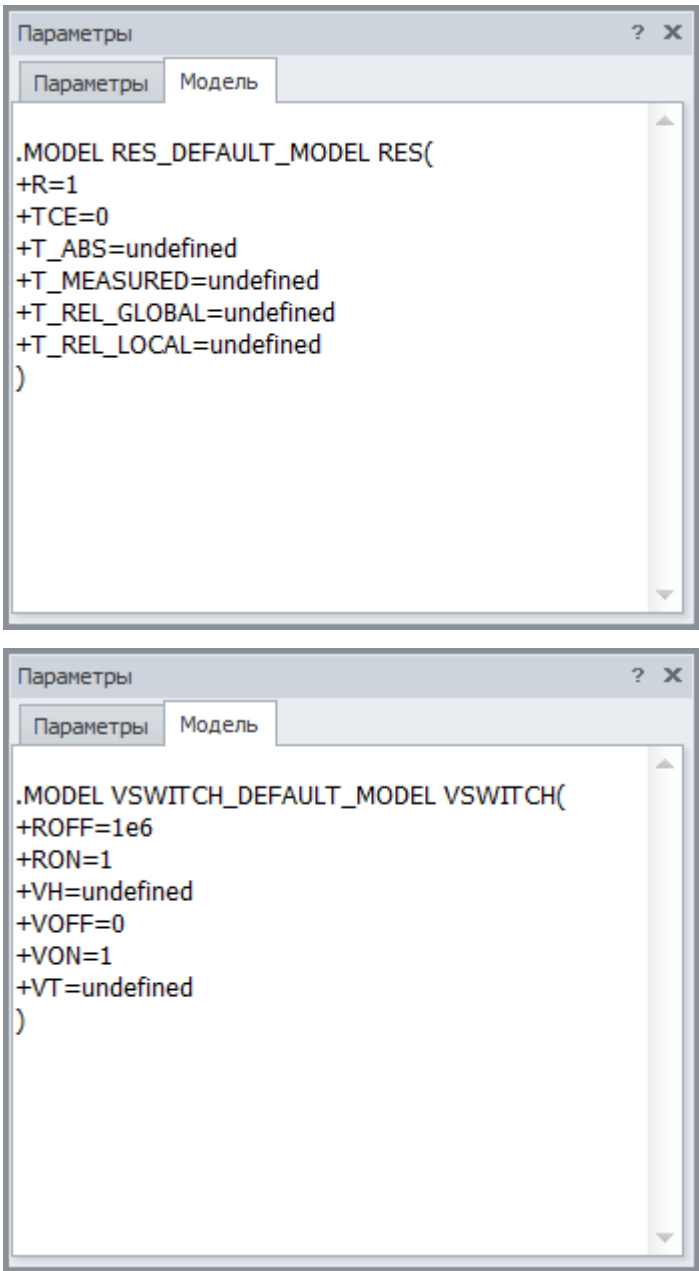 Параметры
Параметры Модель
.MODEL RES_DEFAULT_MODEL RES(
+R=1
+TCE=0
+T_ABS=undefined
+T_MEASURED=undefined
+T_REL_GLOBAL=undefined
+T_REL_LOCAL=undefined
)
Параметры
Параметры Модель
.MODEL VSWITCH_DEFAULT_MODEL VSWITCH(
+ROFF=1e6
+RON=1
+VH=undefined
+VOFF=0
+VON=1
+VT=undefined
)